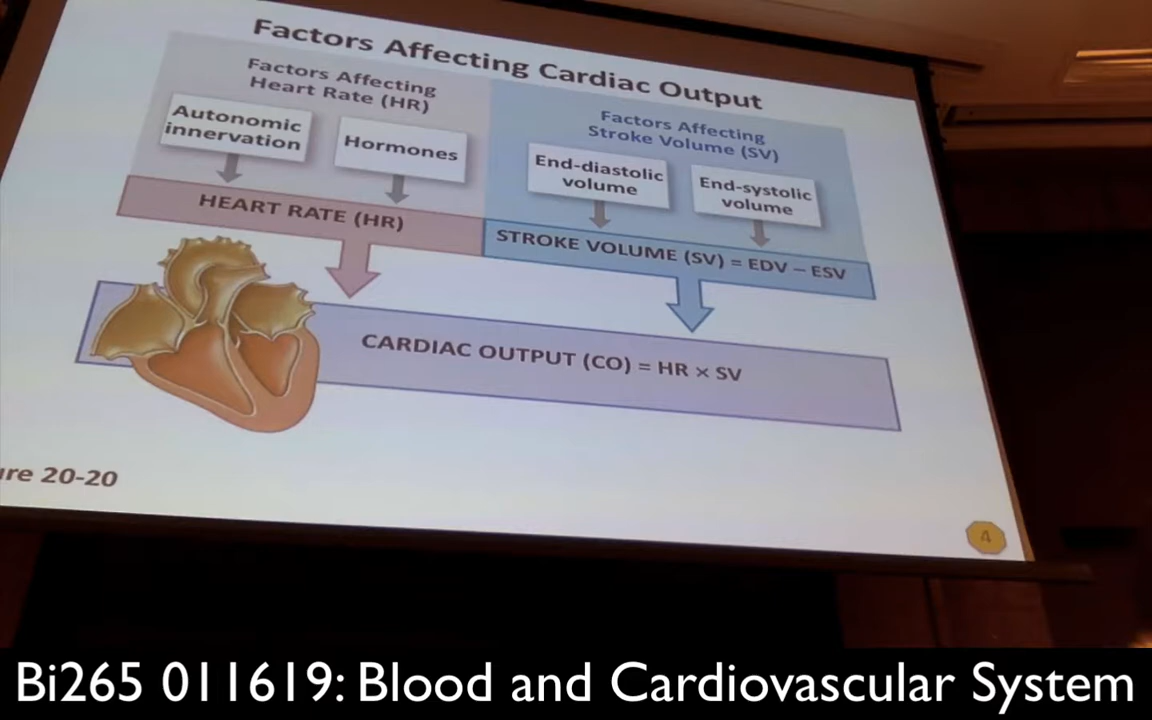 Factors Affecting Cardiac Output
Factors Affecting
Heart Rate (HR)
Autonomic
innervation
Hormones
HEART RATE (HR)
Factors Affecting
Stroke Volume (SV)
End-diastolic
volume
End-systolic
volume
STROKE VOLUME (SV) = EDV – ESV
CARDIAC OUTPUT (CO) = HR × SV
20-20
4
Bi265 011619: Blood and Cardiovascular System